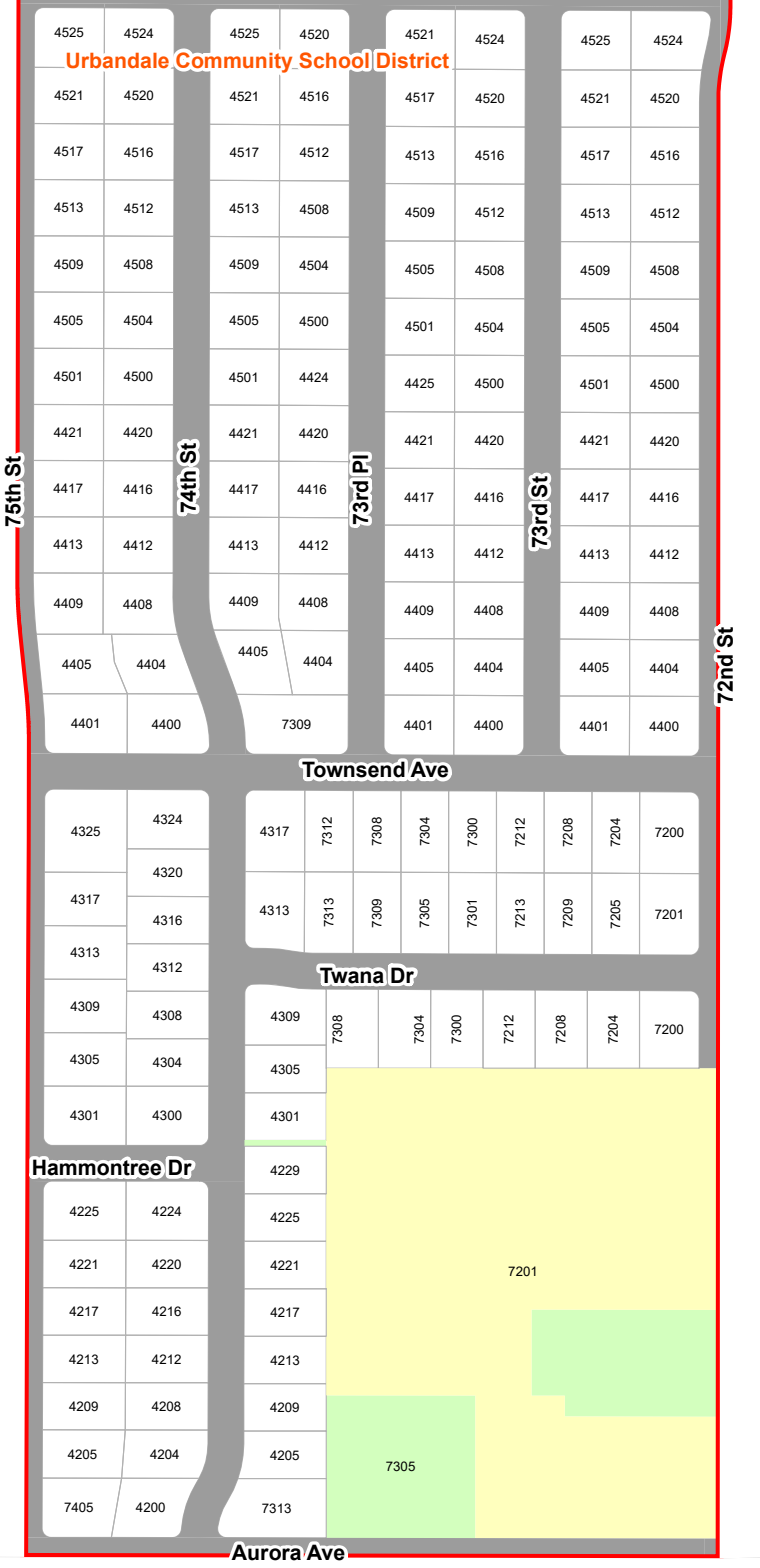 4525 4524 4525 4520 4521 4524 4525 4524
Urbandale Community School District
4521 4520 4521 4516 4517 4520 4521 4520
4517 4516 4517 4512 4513 4516 4517 4516
4513 4512 4513 4508 4509 4512 4513 4512
4509 4508 4509 4504 4505 4508 4509 4508
4505 4504 4505 4500 4501 4504 4505 4504
4501 4500 4501 4424 4425 4500 4501 4500
4421 4420 4421 4420 4421 4420 4421 4420
75th St
74th St
73rd Pl
73rd St
4417 4416 4417 4416 4417 4416 4417 4416
4413 4412 4413 4412 4413 4412 4413 4412
4409 4408 4409 4408 4409 4408 4409 4408
4405 4404 4405 4404 4405 4404 4405 4404
72nd St
4401 4400 7309 4401 4400 4401 4400
Townsend Ave
4325 4324 4317 7312 7308 7304 7300 7212 7208 7204 7200
4320
4317 4316 4313 7313 7309 7305 7301 7213 7209 7205 7201
4313 4312
Twana Dr
4309 4308 4309 7308 7304 7300 7212 7208 7204 7200
4305 4304 4305
4301 4300 4301
Hammontree Dr
4229
4225 4224 4225
4221 4220 4221
7201
4217 4216 4217
4213 4212 4213
4209 4208 4209
4205 4204 4205
7305
7405 4200 7313
Aurora Ave